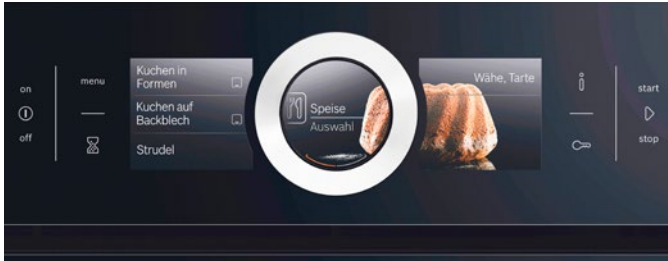 on
off
menu
Kuchen in
Formen
Kuchen auf
Backblech
Strudel
Speise
Auswahl
Wähe, Tarte
start
stop